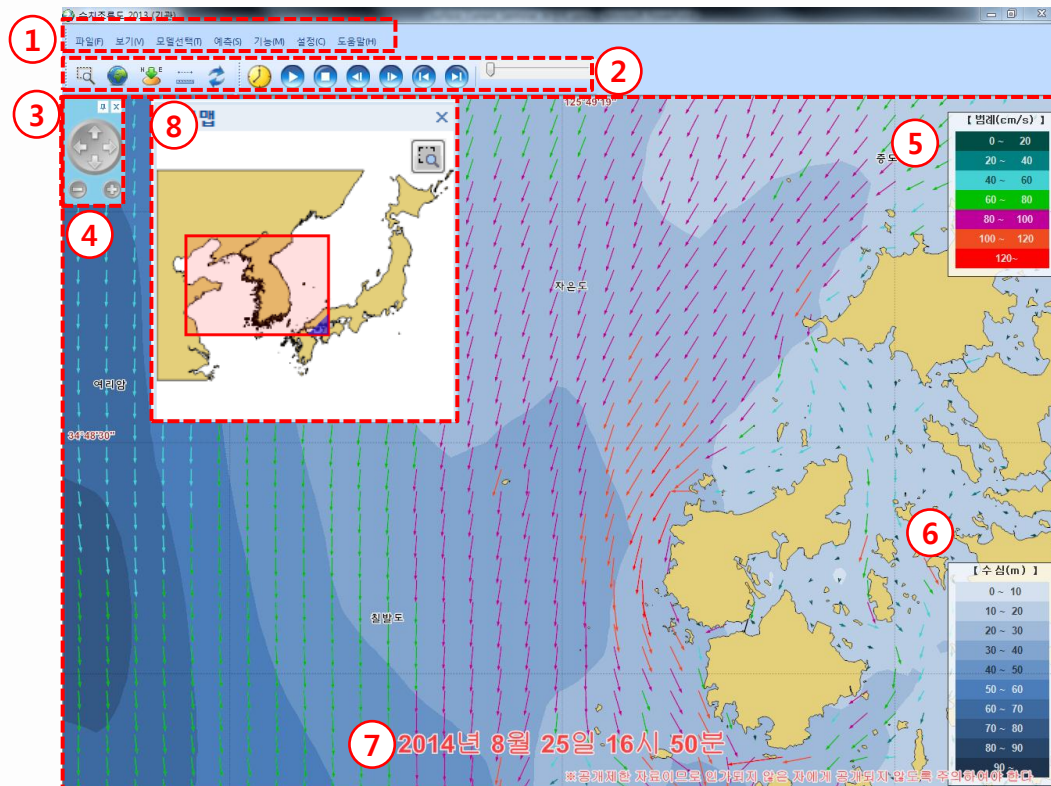 수치조류도 2013 (기관)
1
파일(F) 보기(V) 모델선택(T) 예측(S) 기능(M) 설정(C) 도움말(H)
2
3
8
맵
125°49'19"
5
【 범례(cm/s) 】
0 ~ 20
20 ~ 40
40 ~ 60
60 ~ 80
80 ~ 100
100 ~ 120
120~
증도
4
자은도
여리암
34°48'30"
6
【 수 심(m) 】
0 ~ 10
10 ~ 20
20 ~ 30
30 ~ 40
40 ~ 50
50 ~ 60
60 ~ 70
70 ~ 80
80 ~ 90
90 ~
칠발도
7
2014년 8월 25일 16시 50분
※공개제한 자료이므로 인가되지 않은 자에게 공개되지 않도록 주의하여야 한다